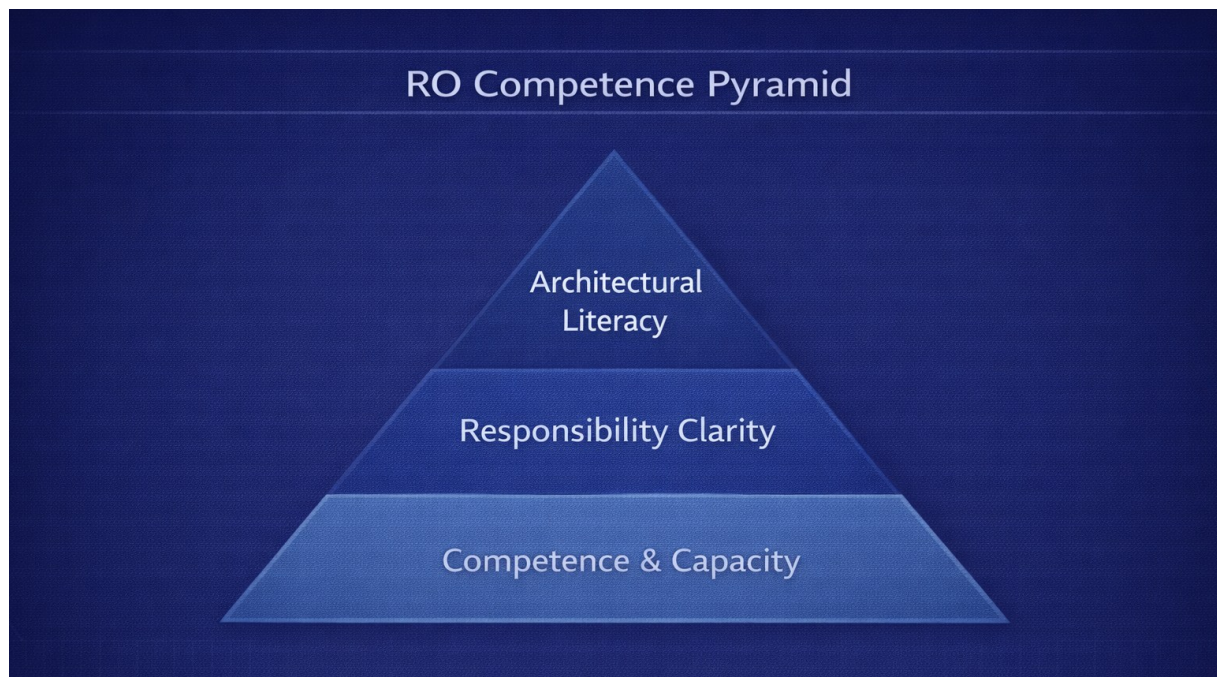 RO Competence Pyramid
Architectural
Literacy
Responsibility Clarity
Competence & Capacity